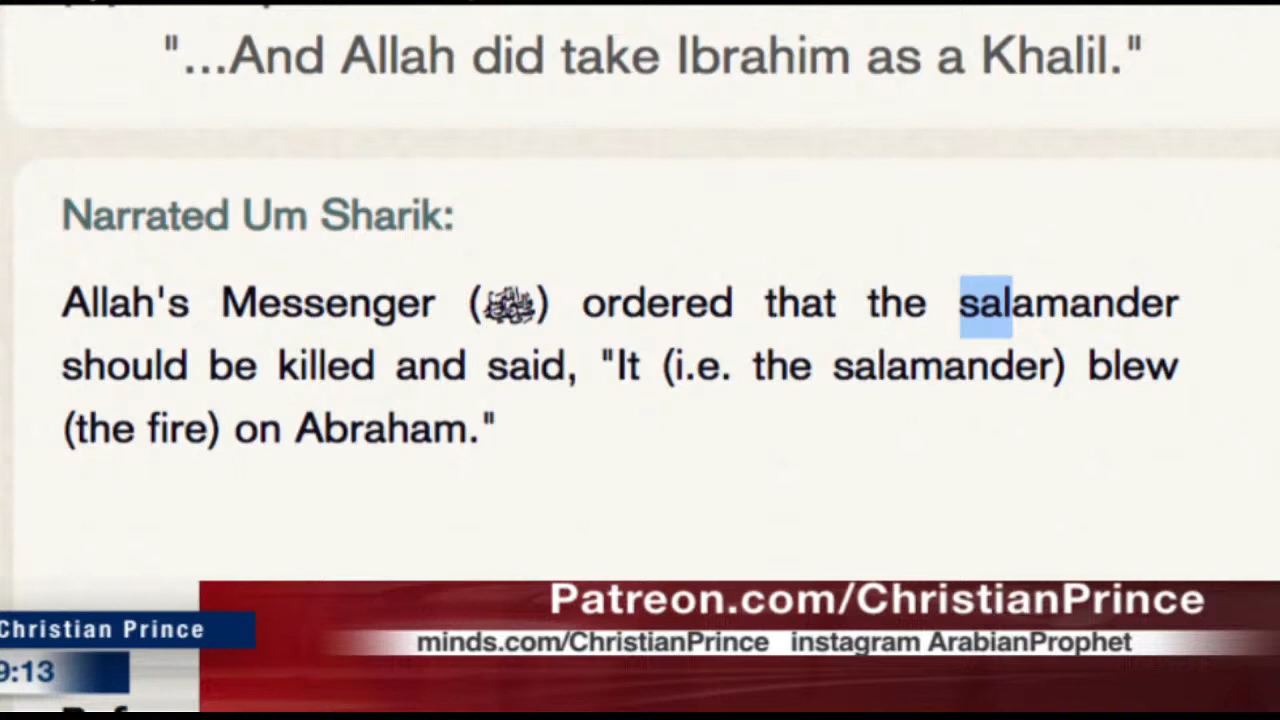 "...And Allah did take Ibrahim as a Khalil."
Narrated Um Sharik:
Allah's Messenger (ﷺ) ordered that the salamander
should be killed and said, "It (i.e. the salamander) blew
(the fire) on Abraham."
Patreon.com/ChristianPrince
Christian Prince
minds.com/ChristianPrince instagram ArabianProphet
9:13